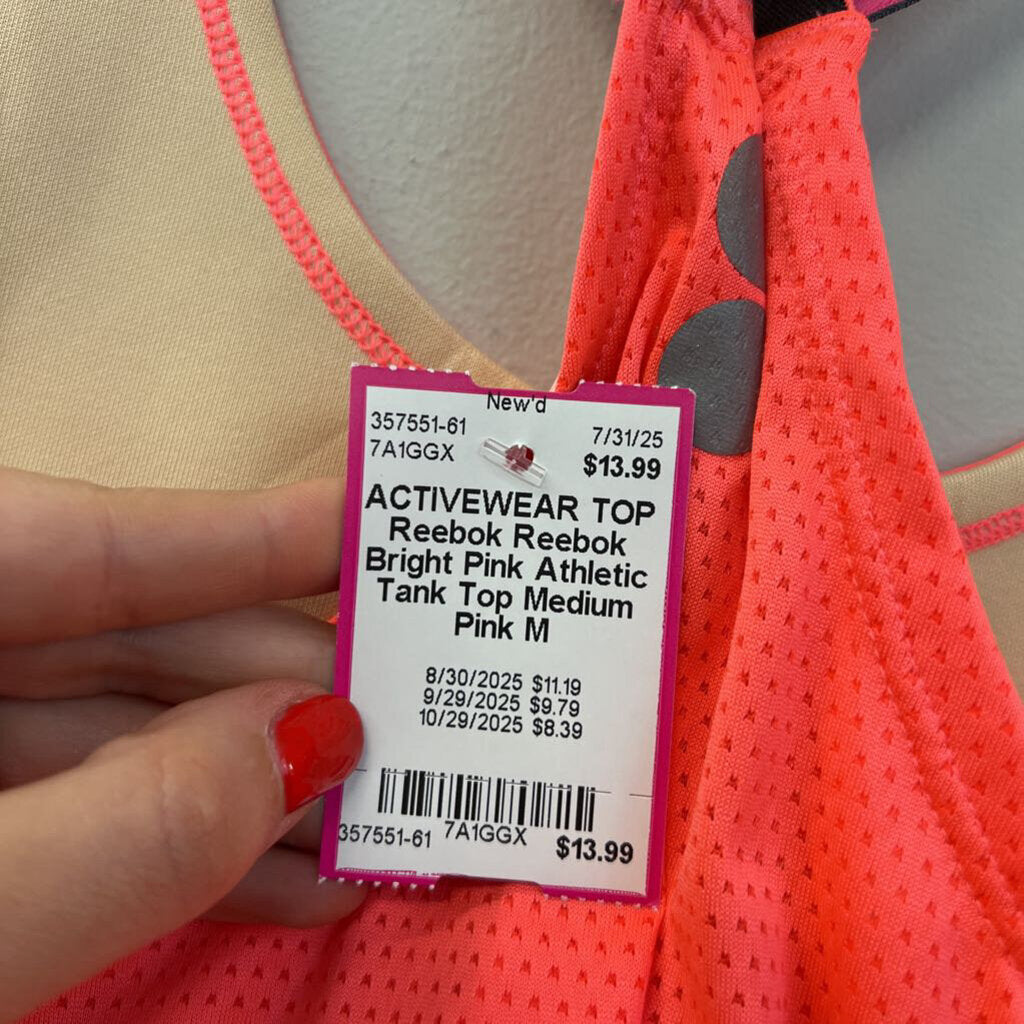 New'd
357551-61 7/31/25
7A1GGX $13.99
ACTIVEWEAR TOP
Reebok Reebok
Bright Pink Athletic
Tank Top Medium
Pink M
8/30/2025 $11.19
9/29/2025 $9.79
10/29/2025 $8.39
357551-61 7A1GGX $13.99